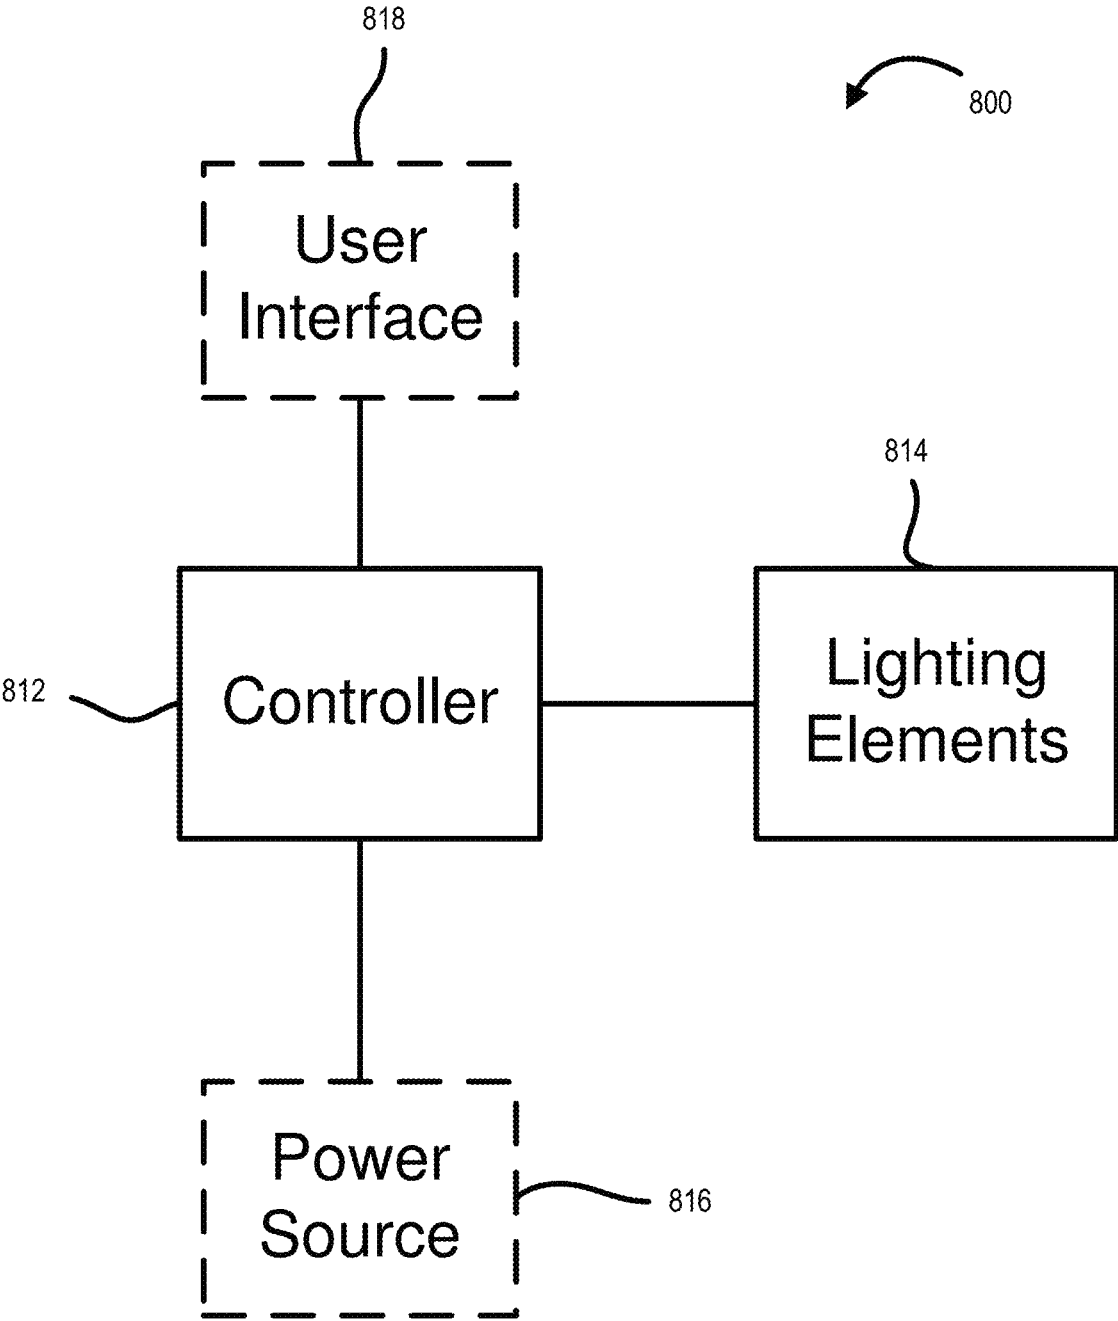 818
800
User
Interface
814
812
Controller
Lighting
Elements
Power
Source
816